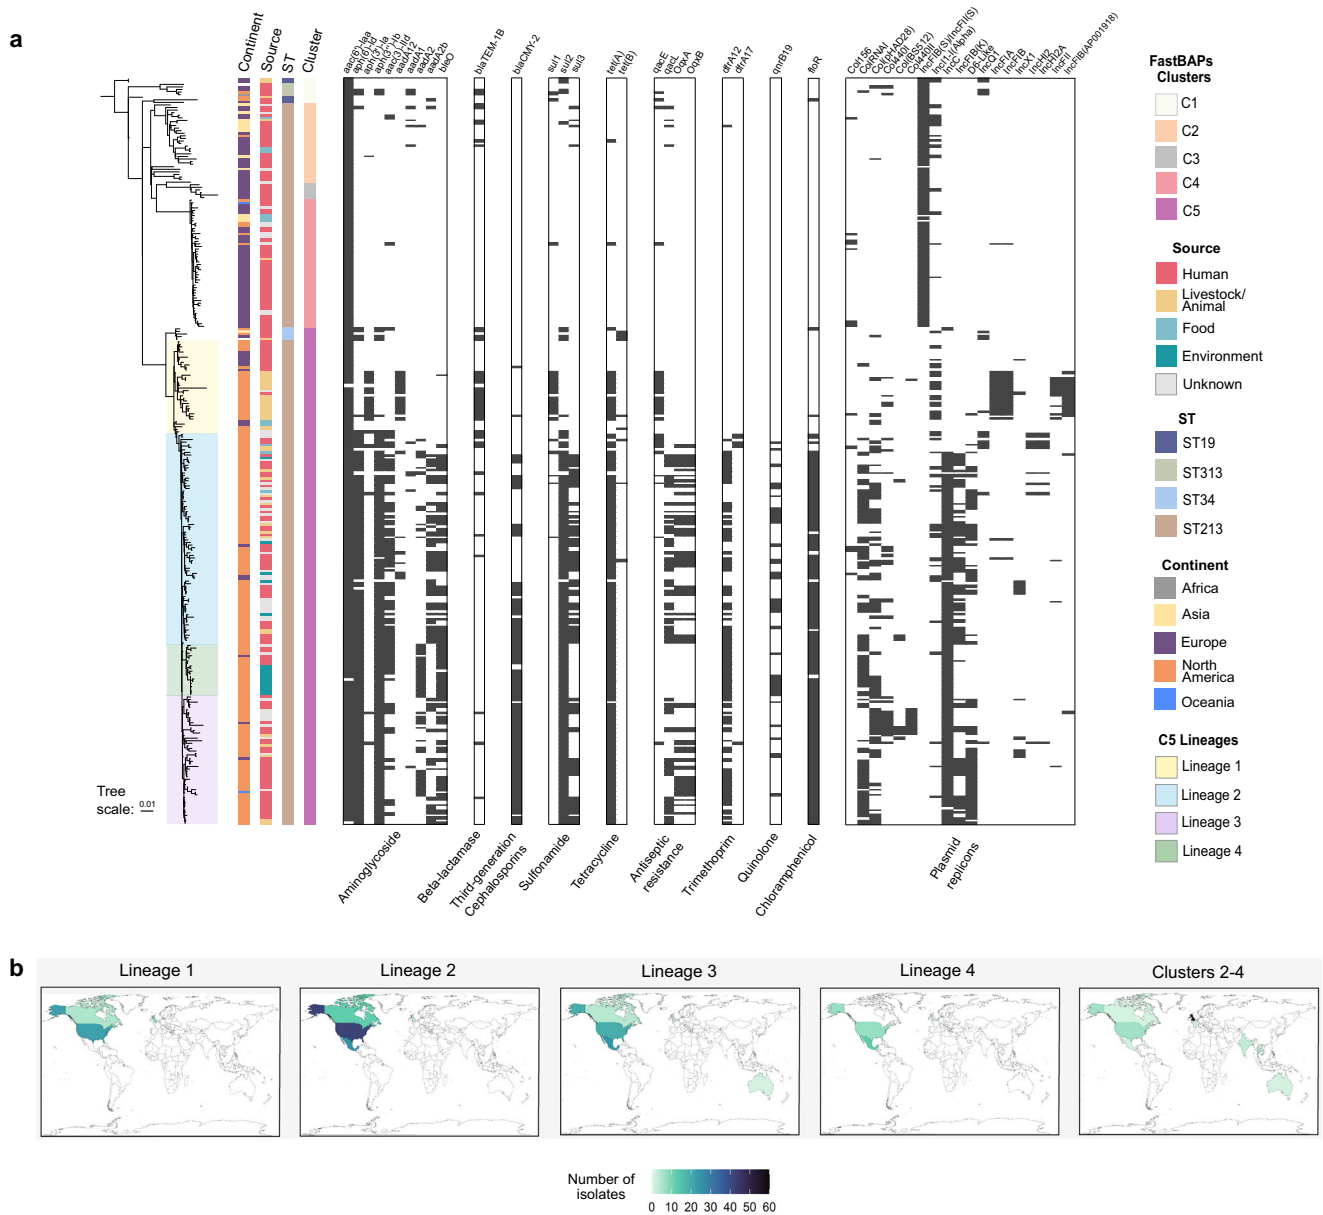 a
Continent
Source
ST
Cluster
aac(6')-Iaa
aph(6)-Id
aph(3')-Ia
aph(3'')-Ib
aac(3)-IId
aadA12
aadA1
aadA2
aadA2b
bleO
blaTEM-1B
blaCMY-2
sul1
sul2
sul3
tet(A)
tet(B)
qacE
qacL
OqxA
OqxB
dfrA12
dfrA17
qnrB19
floR
Col156
ColRNAI
Col(pHAD28)
Col440I
Col(BS512)
Col440II
IncFIB(S)/IncFII(S)
Inc1-I(Alpha)
IncC
IncFIB(K)
IncQ1
IncFIA
IncFIB
IncX1
IncHI2
IncHI2A
IncFII
IncFIB(AP001918)
Tree
scale: 0.01
Aminoglycoside
Beta-lactamase
Third-generation
Cephalosporins
Sulfonamide
Tetracycline
Antiseptic
resistance
Trimethoprim
Quinolone
Chloramphenicol
Plasmid
replicons
FastBAPs
Clusters
C1
C2
C3
C4
C5
Source
Human
Livestock/
Animal
Food
Environment
Unknown
ST
ST19
ST313
ST34
ST213
Continent
Africa
Asia
Europe
North
America
Oceania
C5 Lineages
Lineage 1
Lineage 2
Lineage 3
Lineage 4
b
Lineage 1
Lineage 2
Lineage 3
Lineage 4
Clusters 2-4
Number of
isolates
0 10 20 30 40 50 60